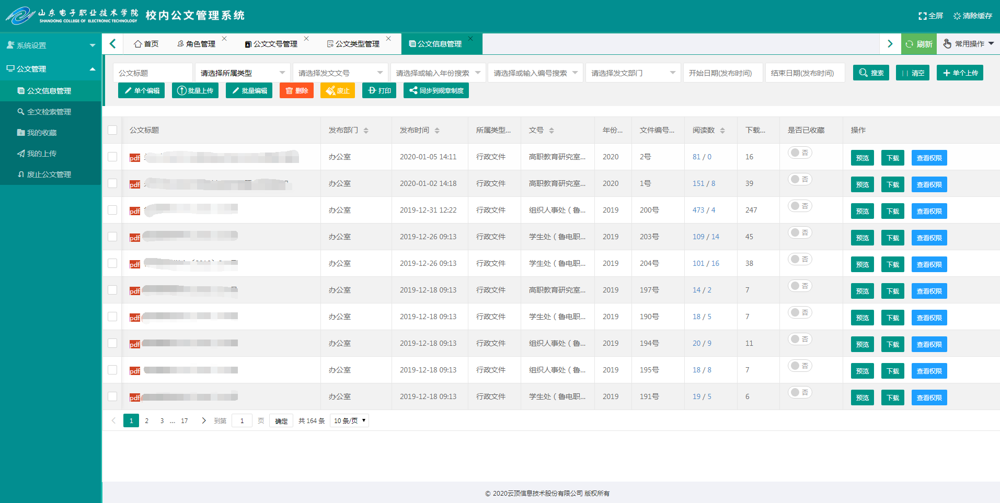 山东电子职业技术学院
SHANDONG COLLEGE OF ELECTRONIC TECHNOLOGY
校内公文管理系统
全屏 清除缓存
系统设置
公文管理
公文信息管理
全文检索管理
我的收藏
我的上传
废止公文管理
首页 角色管理 公文文号管理 公文类型管理 公文信息管理 刷新 常用操作
公文标题 请选择所属类型 请选择发文文号 请选择或输入年份搜索 请选择或输入编号搜索 请选择发文部门 开始日期(发布时间) 结束日期(发布时间) 搜索 清空 单个上传
单个编辑 批量上传 批量编辑 删除 废止 打印 同步到规章制度
公文标题 发布部门 发布时间 所属类型... 文号 年份... 文件编号... 阅读数 下载... 是否已收藏 操作
pdf 办公室 2020-01-05 14:11 行政文件 高职教育研究室... 2020 2号 81 / 0 16 否 预览 下载 查看权限
pdf 办公室 2020-01-02 14:18 行政文件 高职教育研究室... 2020 1号 151 / 8 39 否 预览 下载 查看权限
pdf 办公室 2019-12-31 12:22 行政文件 组织人事处（鲁... 2019 200号 473 / 4 247 否 预览 下载 查看权限
pdf 办公室 2019-12-26 09:13 行政文件 学生处（鲁电职... 2019 203号 109 / 14 45 否 预览 下载 查看权限
pdf 办公室 2019-12-26 09:13 行政文件 学生处（鲁电职... 2019 204号 101 / 16 38 否 预览 下载 查看权限
pdf 办公室 2019-12-18 09:13 行政文件 高职教育研究室... 2019 197号 14 / 2 7 否 预览 下载 查看权限
pdf 办公室 2019-12-18 09:13 行政文件 学生处（鲁电职... 2019 190号 18 / 5 7 否 预览 下载 查看权限
pdf 办公室 2019-12-18 09:13 行政文件 组织人事处（鲁... 2019 194号 20 / 9 11 否 预览 下载 查看权限
pdf 办公室 2019-12-18 09:13 行政文件 组织人事处（鲁... 2019 195号 18 / 8 7 否 预览 下载 查看权限
pdf 办公室 2019-12-18 09:13 行政文件 学生处（鲁电职... 2019 191号 19 / 5 6 否 预览 下载 查看权限
1 2 3 ... 17 到第 1 页 确定 共 164 条 10 条/页
© 2020云顶信息技术股份有限公司 版权所有